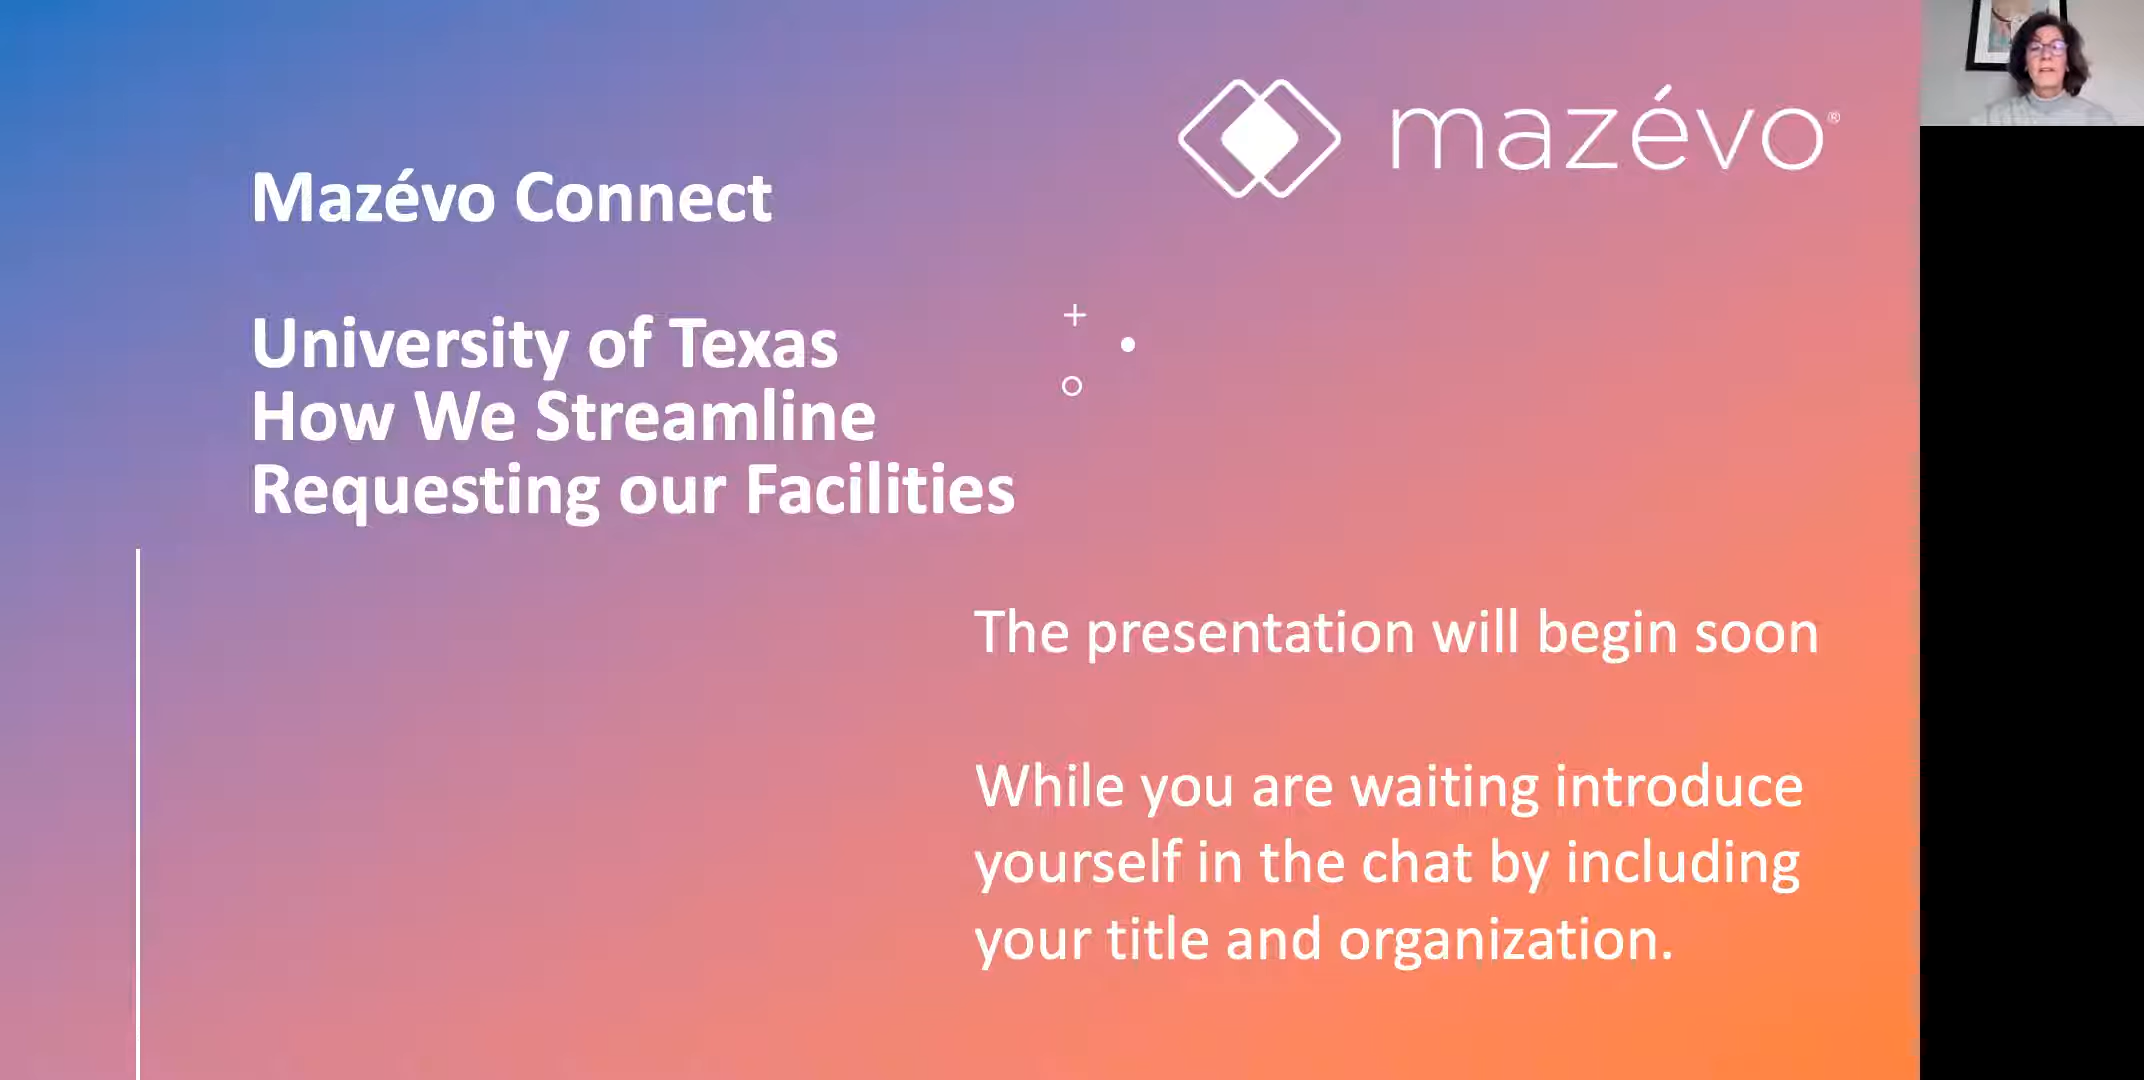 mazévo®
Mazévo Connect
University of Texas
How We Streamline
Requesting our Facilities
The presentation will begin soon
While you are waiting introduce
yourself in the chat by including
your title and organization.